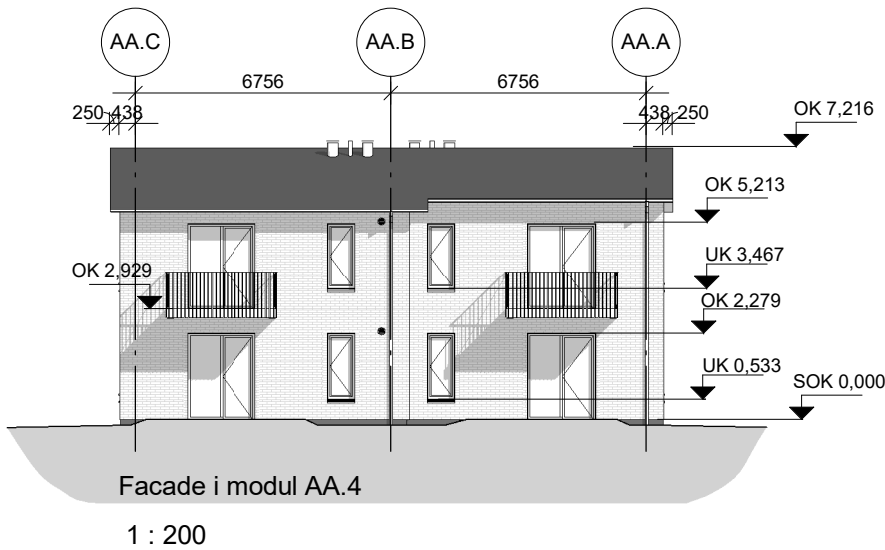 AA.C AA.B AA.A
6756 6756
250 438 438 250
OK 7,216
OK 5,213
UK 3,467
OK 2,929
OK 2,279
UK 0,533
SOK 0,000
Facade i modul AA.4
1 : 200